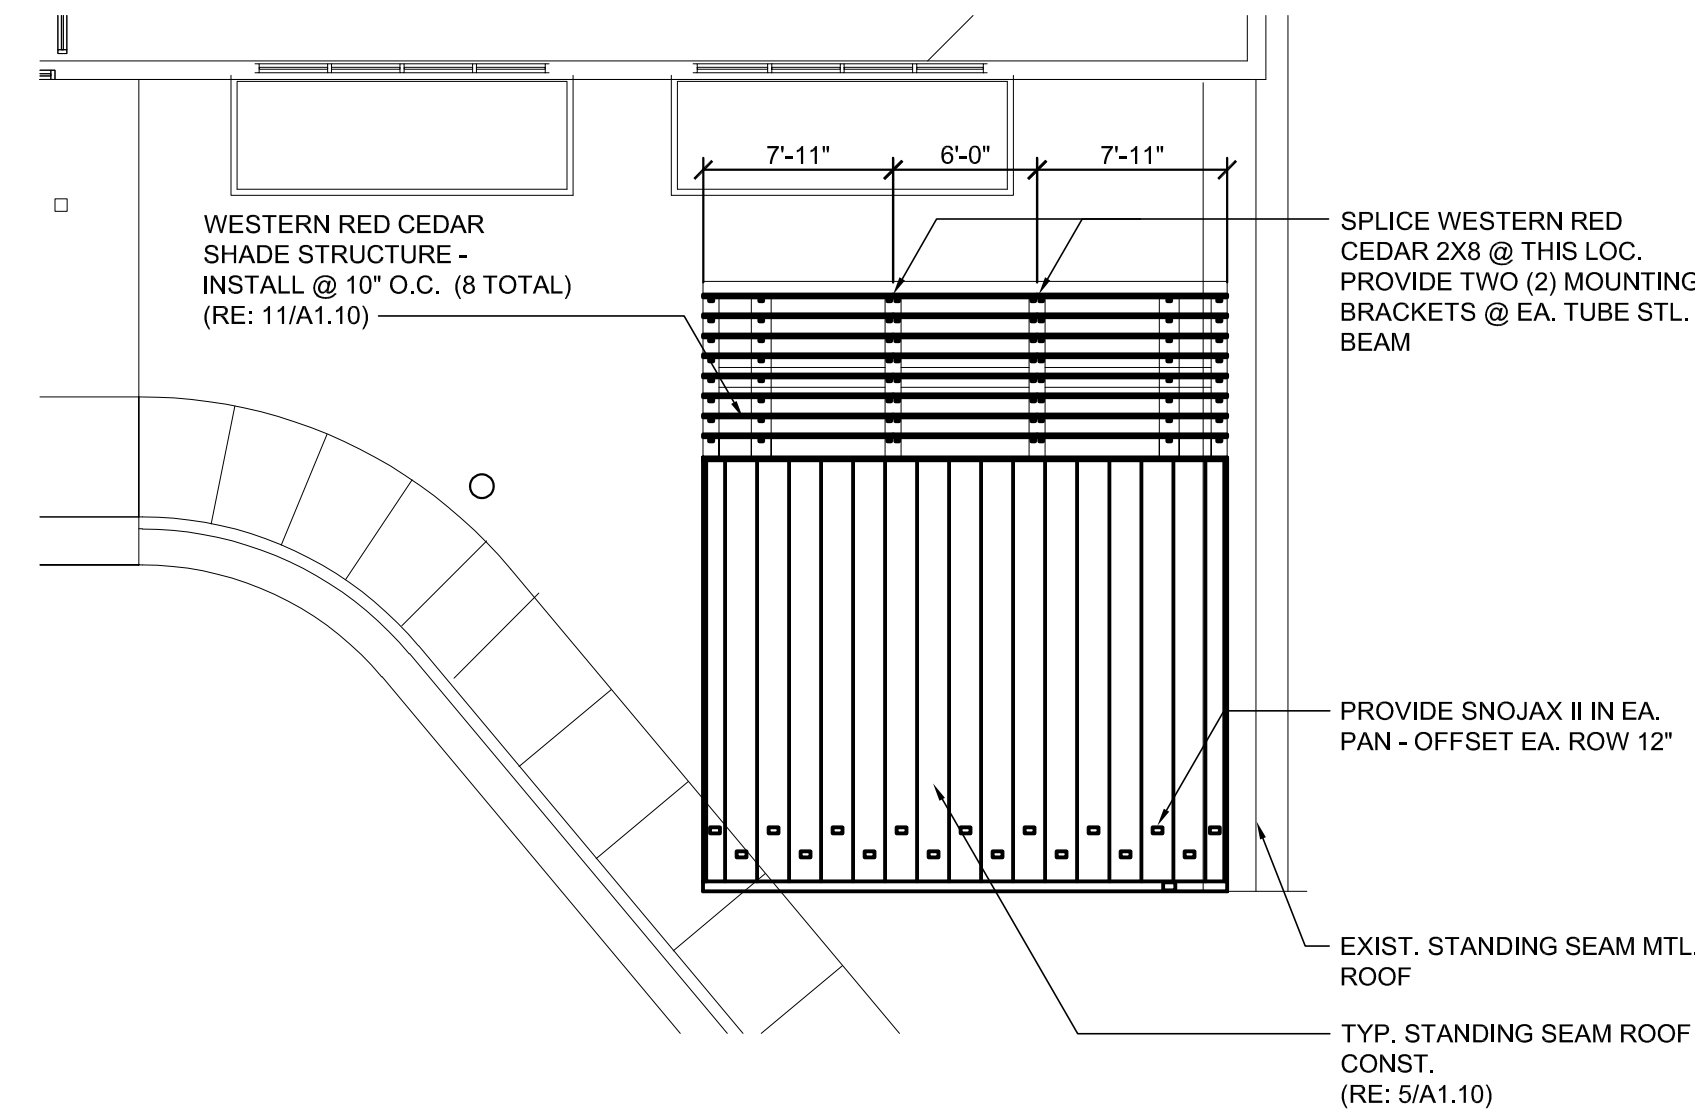 7'-11" 6'-0" 7'-11"
WESTERN RED CEDAR
SHADE STRUCTURE -
INSTALL @ 10" O.C. (8 TOTAL)
(RE: 11/A1.10)
SPLICE WESTERN RED
CEDAR 2X8 @ THIS LOC.
PROVIDE TWO (2) MOUNTING
BRACKETS @ EA. TUBE STL.
BEAM
PROVIDE SNOJAX II IN EA.
PAN - OFFSET EA. ROW 12"
EXIST. STANDING SEAM MTL.
ROOF
TYP. STANDING SEAM ROOF
CONST.
(RE: 5/A1.10)